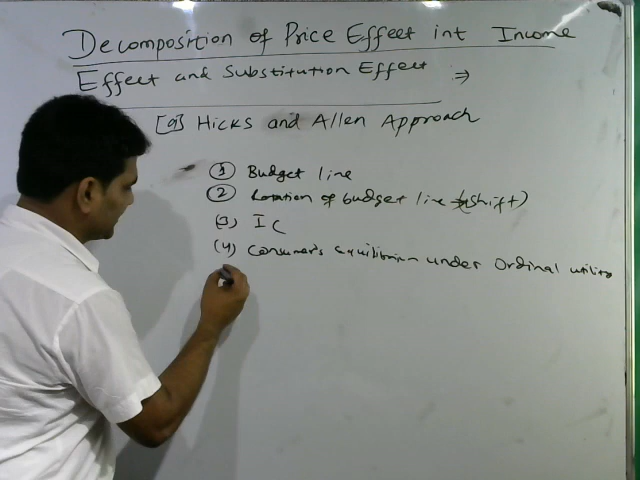 Decomposition of Price Effect int Income
Effect and Substitution Effect ⇒
[a] Hicks and Allen Approach
① Budget line
② Rotation of budget line (shift)
(3) IC
(4) Consumer's equilibrium under Ordinal utility